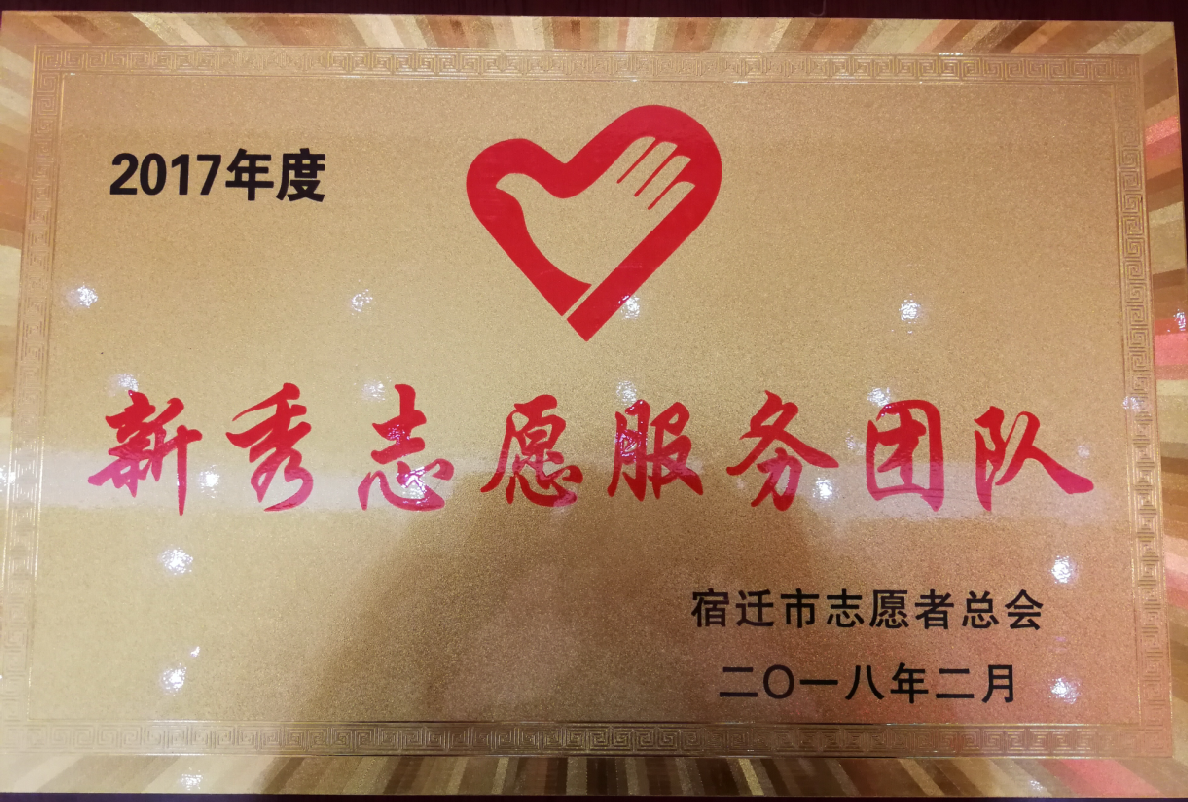 2017年度
新秀志愿服务团队
宿迁市志愿者总会
二〇一八年二月